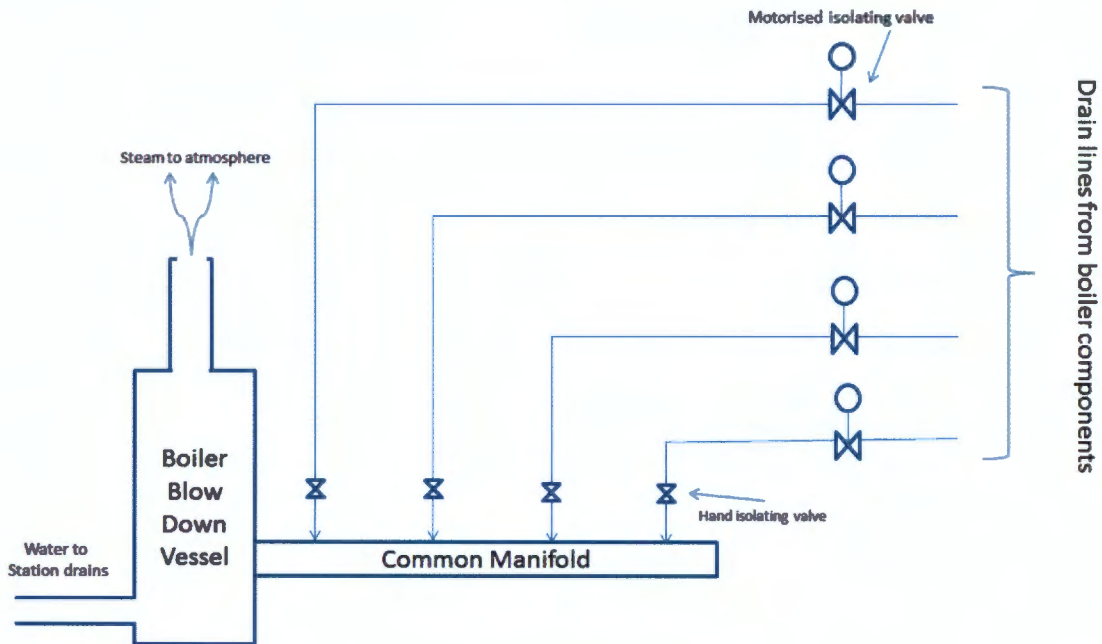 Motorised isolating valve
Drain lines from boiler components
Steam to atmosphere
Boiler
Blow
Down
Vessel
Hand isolating valve
Water to
Station drains
Common Manifold